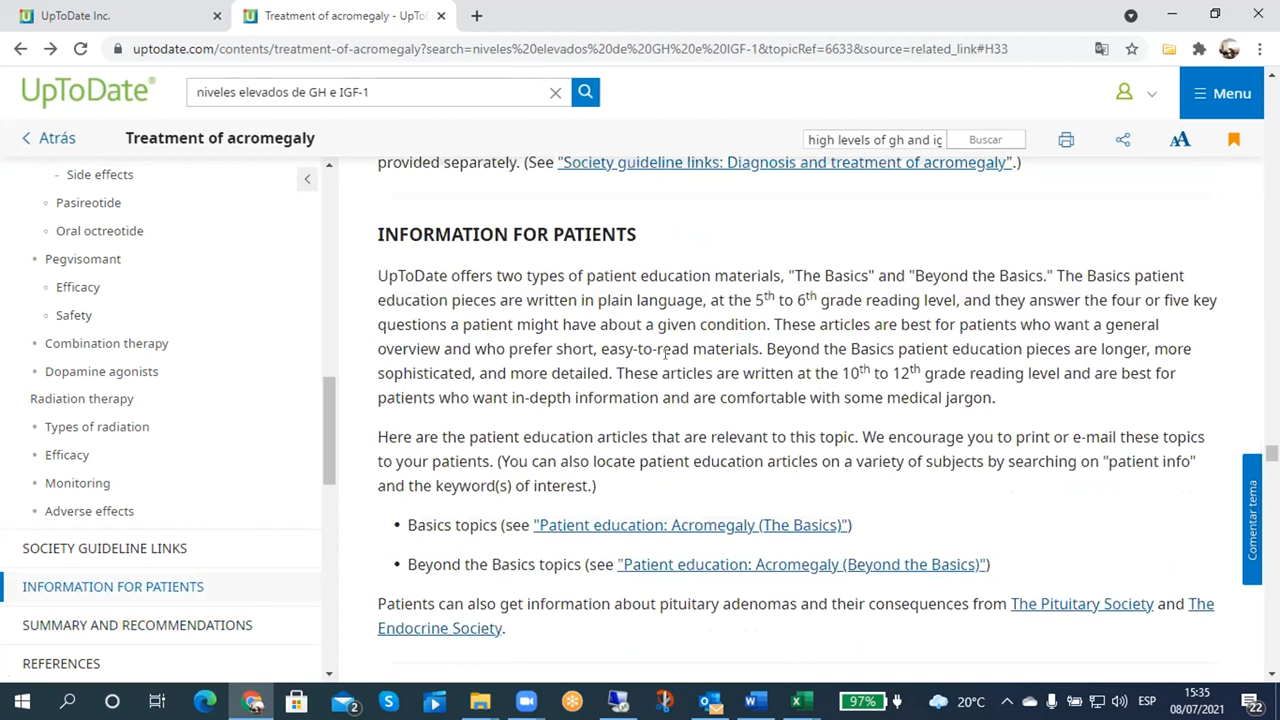 UpToDate Inc.
Treatment of acromegaly - UpTo
uptodate.com/contents/treatment-of-acromegaly?search=niveles%20elevados%20de%20GH%20e%20IGF-1&topicRef=6633&source=related_link#H33
UpToDate®
niveles elevados de GH e IGF-1
Menu
Atrás
Treatment of acromegaly
high levels of gh and ig
Buscar
AA
provided separately. (See "Society guideline links: Diagnosis and treatment of acromegaly".)
Side effects
Pasireotide
Oral octreotide
Pegvisomant
Efficacy
Safety
Combination therapy
Dopamine agonists
Radiation therapy
Types of radiation
Efficacy
Monitoring
Adverse effects
SOCIETY GUIDELINE LINKS
INFORMATION FOR PATIENTS
SUMMARY AND RECOMMENDATIONS
REFERENCES
INFORMATION FOR PATIENTS
UpToDate offers two types of patient education materials, "The Basics" and "Beyond the Basics." The Basics patient
education pieces are written in plain language, at the 5th to 6th grade reading level, and they answer the four or five key
questions a patient might have about a given condition. These articles are best for patients who want a general
overview and who prefer short, easy-to-read materials. Beyond the Basics patient education pieces are longer, more
sophisticated, and more detailed. These articles are written at the 10th to 12th grade reading level and are best for
patients who want in-depth information and are comfortable with some medical jargon.
Here are the patient education articles that are relevant to this topic. We encourage you to print or e-mail these topics
to your patients. (You can also locate patient education articles on a variety of subjects by searching on "patient info"
and the keyword(s) of interest.)
• Basics topics (see "Patient education: Acromegaly (The Basics)")
• Beyond the Basics topics (see "Patient education: Acromegaly (Beyond the Basics)")
Patients can also get information about pituitary adenomas and their consequences from The Pituitary Society and The
Endocrine Society.
Comentar tema
2
97%
20°C
ESP
15:35
08/07/2021
22